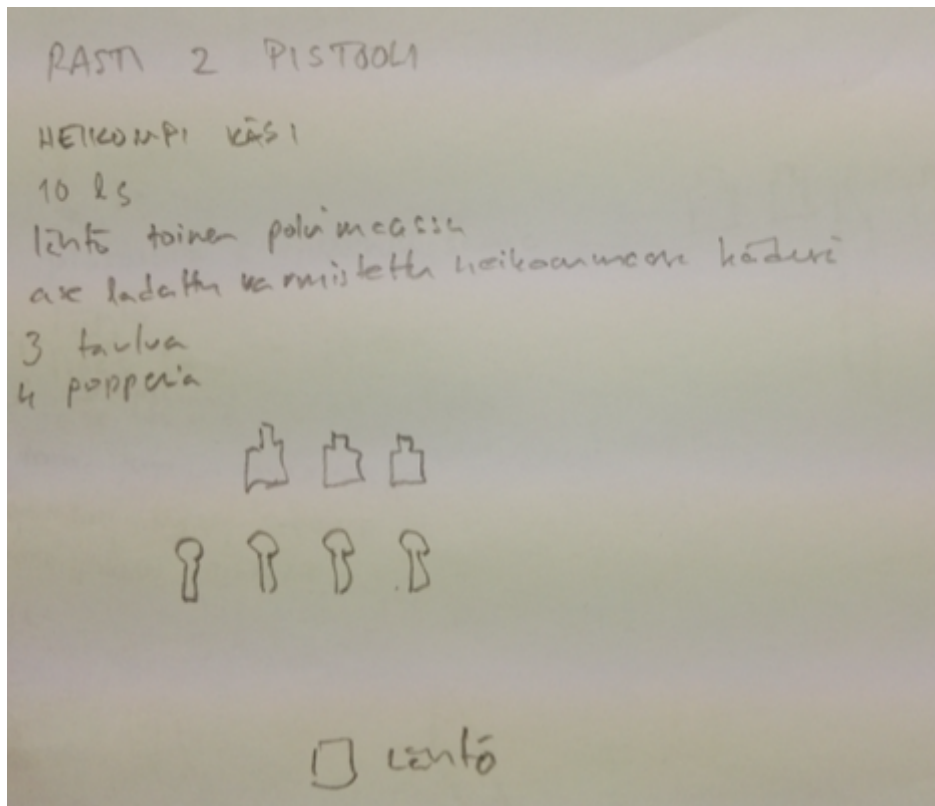 RASTI 2 PISTOOLI
HEIKOMPI KÄSI
10 ls
lähtö toinen polvi maassa
ase ladattu varmistettu heikommassa kädessä
3 taulua
4 popperia
Lähtö